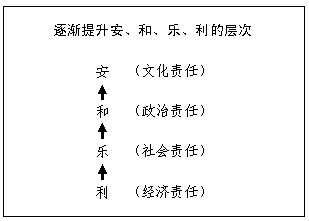 逐渐提升安、和、乐、利的层次
安 （文化责任）
和 （政治责任）
乐 （社会责任）
利 （经济责任）